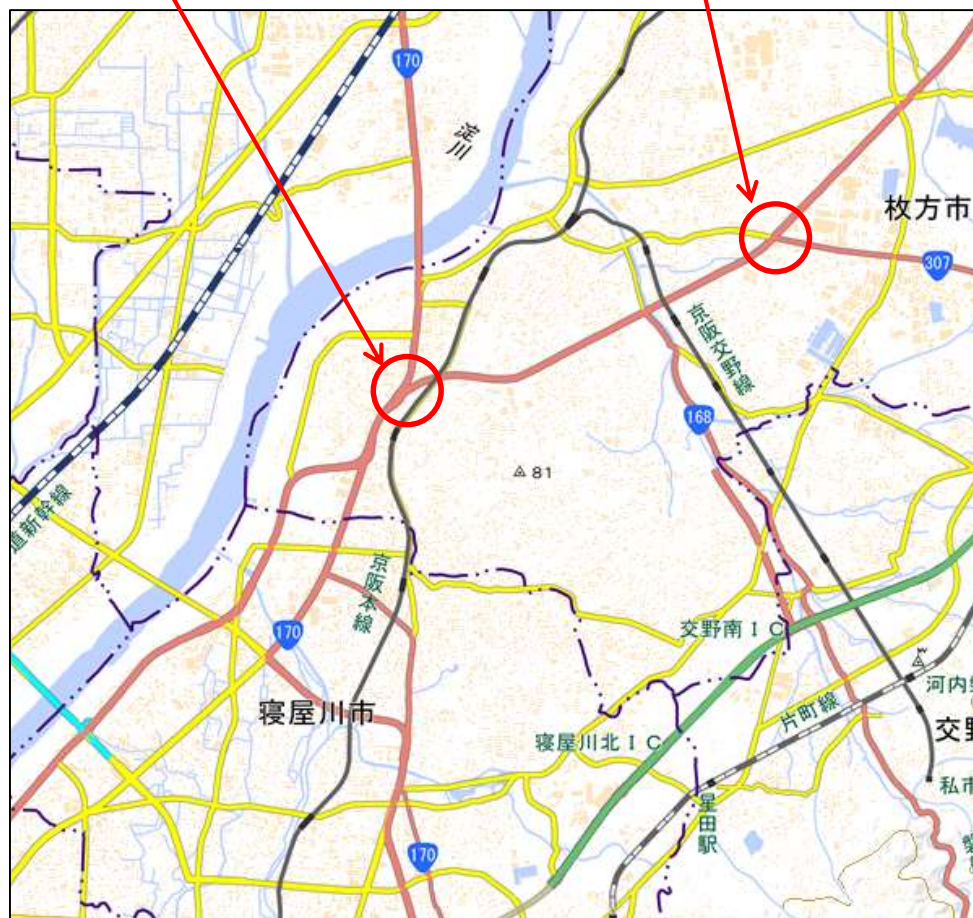 170
淀川
枚方市
307
京阪交野線
168
81
道新幹線
京阪本線
170
交野南IC
寝屋川市
片町線
河内
寝屋川北IC
交野
私市
星田駅
170
磐